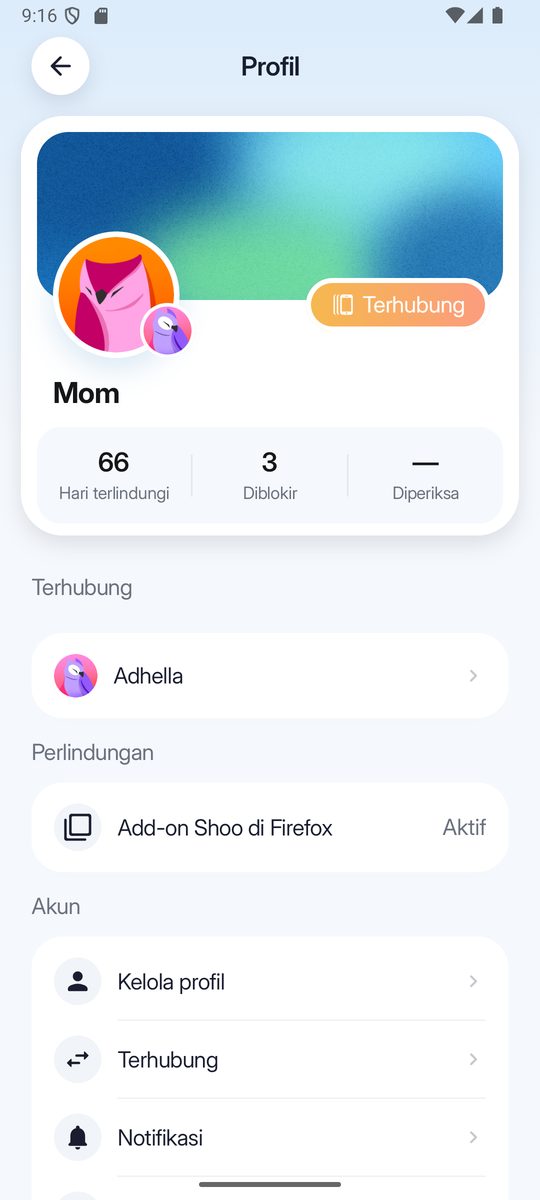 9:16
Profil
Terhubung
Mom
66
3
—
Hari terlindungi
Diblokir
Diperiksa
Terhubung
Adhella
Perlindungan
Add-on Shoo di Firefox
Aktif
Akun
Kelola profil
Terhubung
Notifikasi